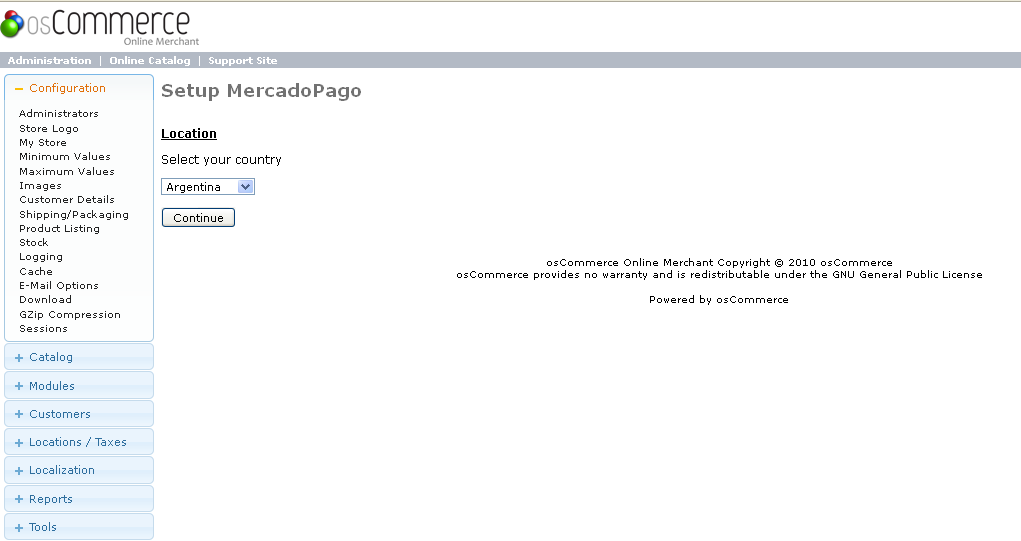 osCommerce
Online Merchant
Administration | Online Catalog | Support Site
Configuration
Administrators
Store Logo
My Store
Minimum Values
Maximum Values
Images
Customer Details
Shipping/Packaging
Product Listing
Stock
Logging
Cache
E-Mail Options
Download
GZip Compression
Sessions
Catalog
Modules
Customers
Locations / Taxes
Localization
Reports
Tools
Setup MercadoPago
Location
Select your country
Argentina
Continue
osCommerce Online Merchant Copyright © 2010 osCommerce
osCommerce provides no warranty and is redistributable under the GNU General Public License
Powered by osCommerce